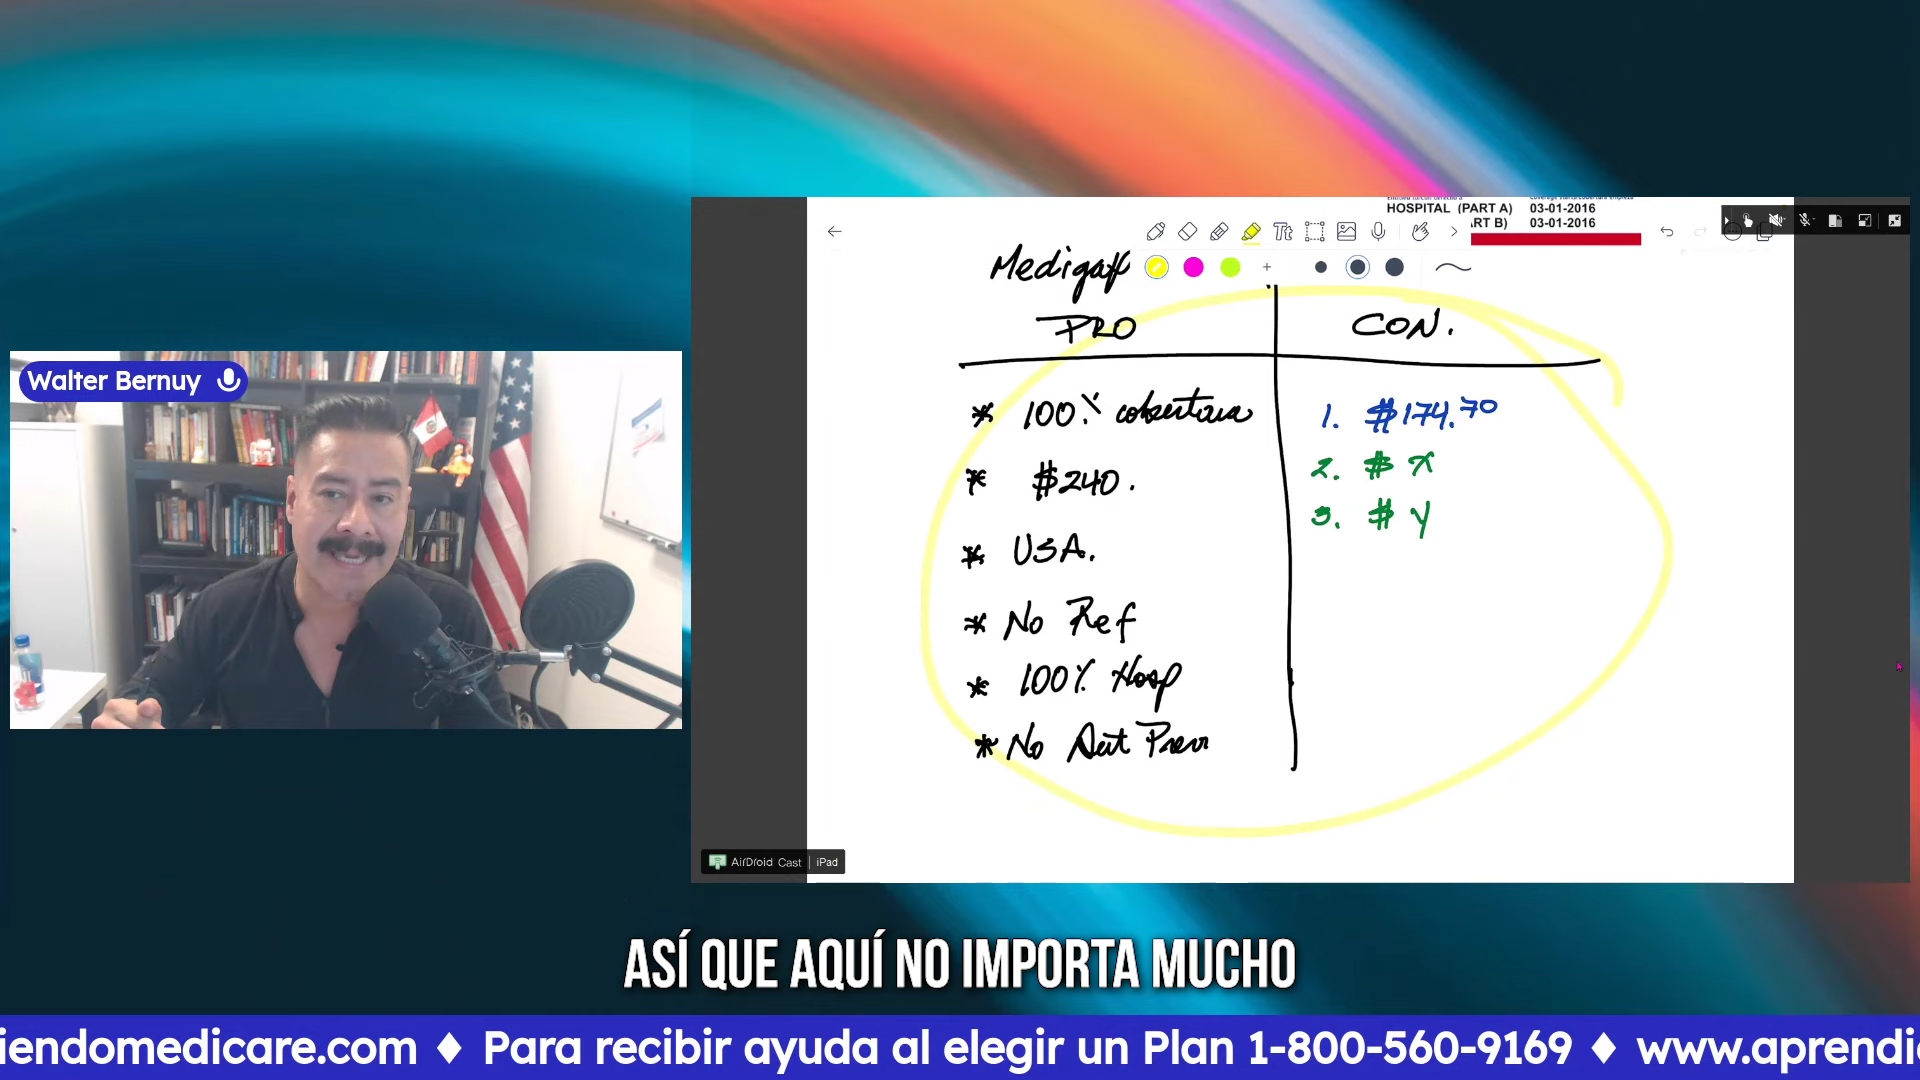 HOSPITAL (PART A) 03-01-2016
ART B) 03-01-2016
Tt
Medigap
PRO
CON.
* 100% cobertura
1. $174.70
* $240.
2. $ x
3. $ y
* USA.
* No Ref
* 100% Hosp
* No Aut Prev
Walter Bernuy
AirDroid Cast | iPad
ASÍ QUE AQUÍ NO IMPORTA MUCHO
iendomedicare.com ♦ Para recibir ayuda al elegir un Plan 1-800-560-9169 ♦ www.aprendi